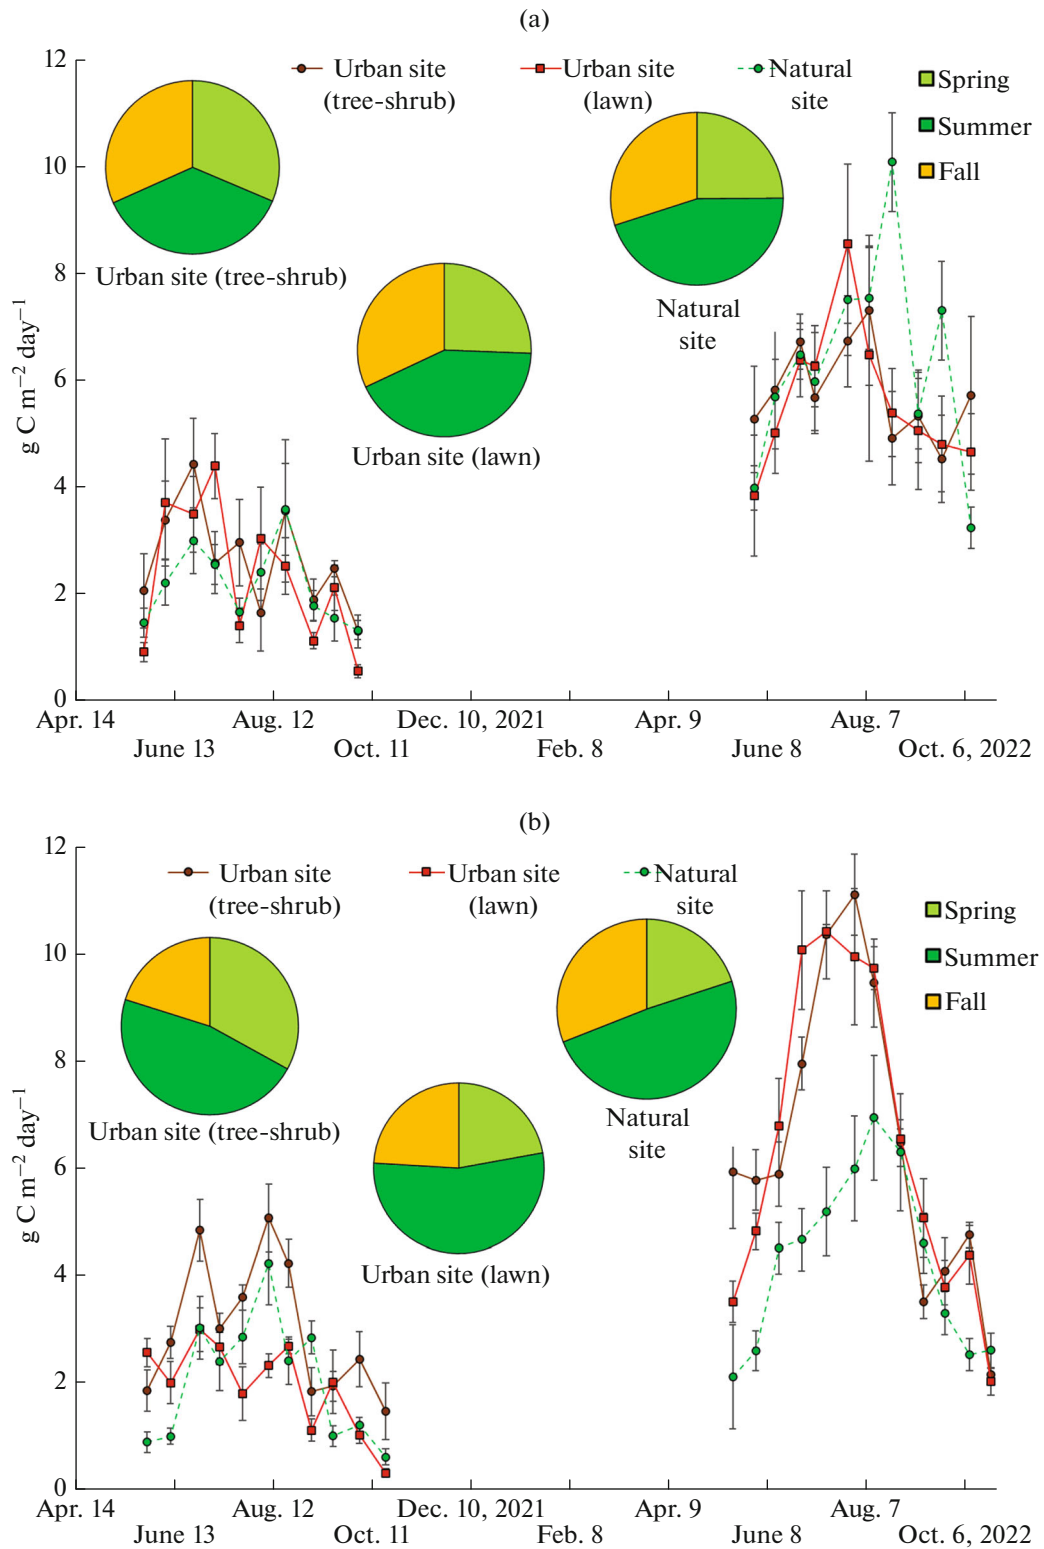 (a)
12
10
8
6
4
2
0
g C m⁻² day⁻¹
Urban site
(tree-shrub)
Urban site
(lawn)
Natural
site
Spring
Summer
Fall
Urban site (tree-shrub)
Urban site (lawn)
Natural
site
Apr. 14
Aug. 12
Dec. 10, 2021
Apr. 9
Aug. 7
June 13
Oct. 11
Feb. 8
June 8
Oct. 6, 2022
(b)
12
10
8
6
4
2
0
g C m⁻² day⁻¹
Urban site
(tree-shrub)
Urban site
(lawn)
Natural
site
Spring
Summer
Fall
Urban site (tree-shrub)
Urban site (lawn)
Natural
site
Apr. 14
Aug. 12
Dec. 10, 2021
Apr. 9
Aug. 7
June 13
Oct. 11
Feb. 8
June 8
Oct. 6, 2022